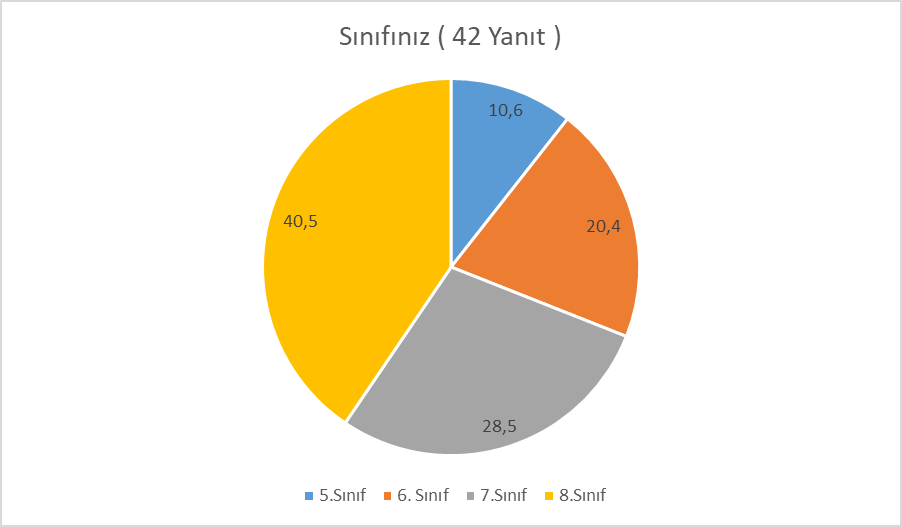 Sınıfınız ( 42 Yanıt )
10,6
20,4
40,5
28,5
5.Sınıf 6. Sınıf 7.Sınıf 8.Sınıf